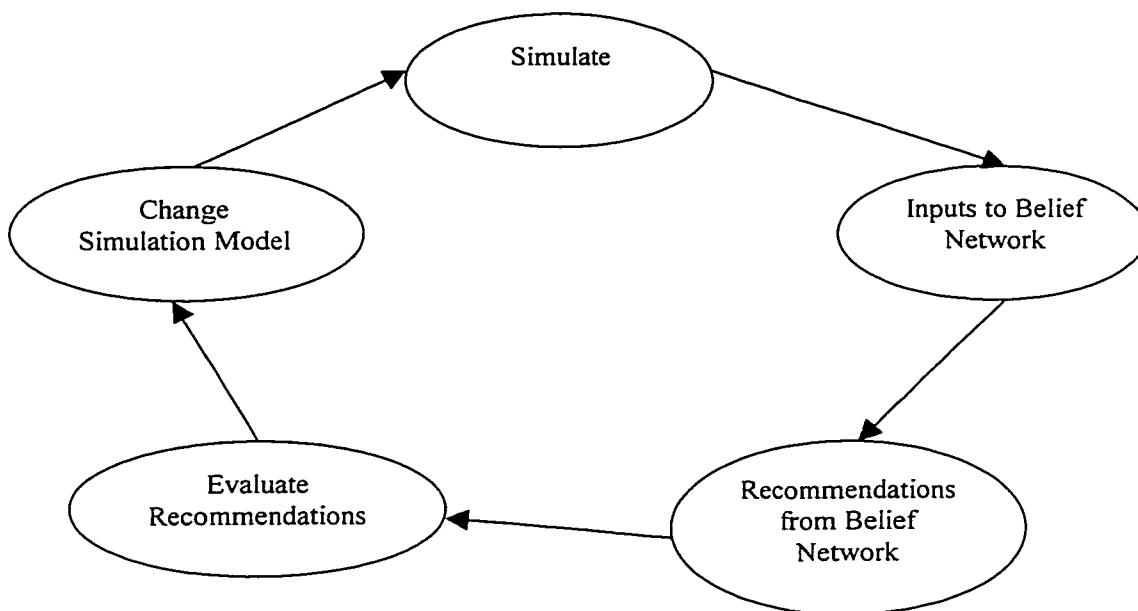 Simulate
Inputs to Belief
Network
Recommendations
from Belief
Network
Evaluate
Recommendations
Change
Simulation Model